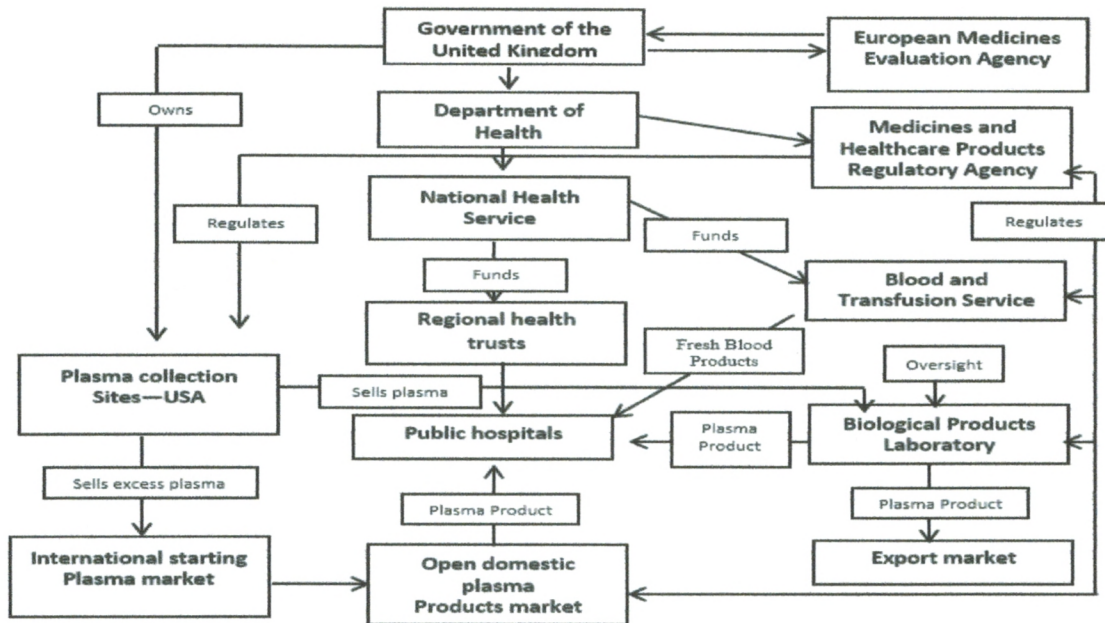 Government of the
United Kingdom
European Medicines
Evaluation Agency
Owns
Department of
Health
Medicines and
Healthcare Products
Regulatory Agency
Regulates
National Health
Service
Funds
Regulates
Funds
Blood and
Transfusion Service
Regional health
trusts
Fresh Blood
Products
Plasma collection
Sites—USA
Sells plasma
Oversight
Public hospitals
Plasma
Product
Biological Products
Laboratory
Sells excess plasma
Plasma Product
Plasma Product
International starting
Plasma market
Open domestic
plasma
Products market
Export market